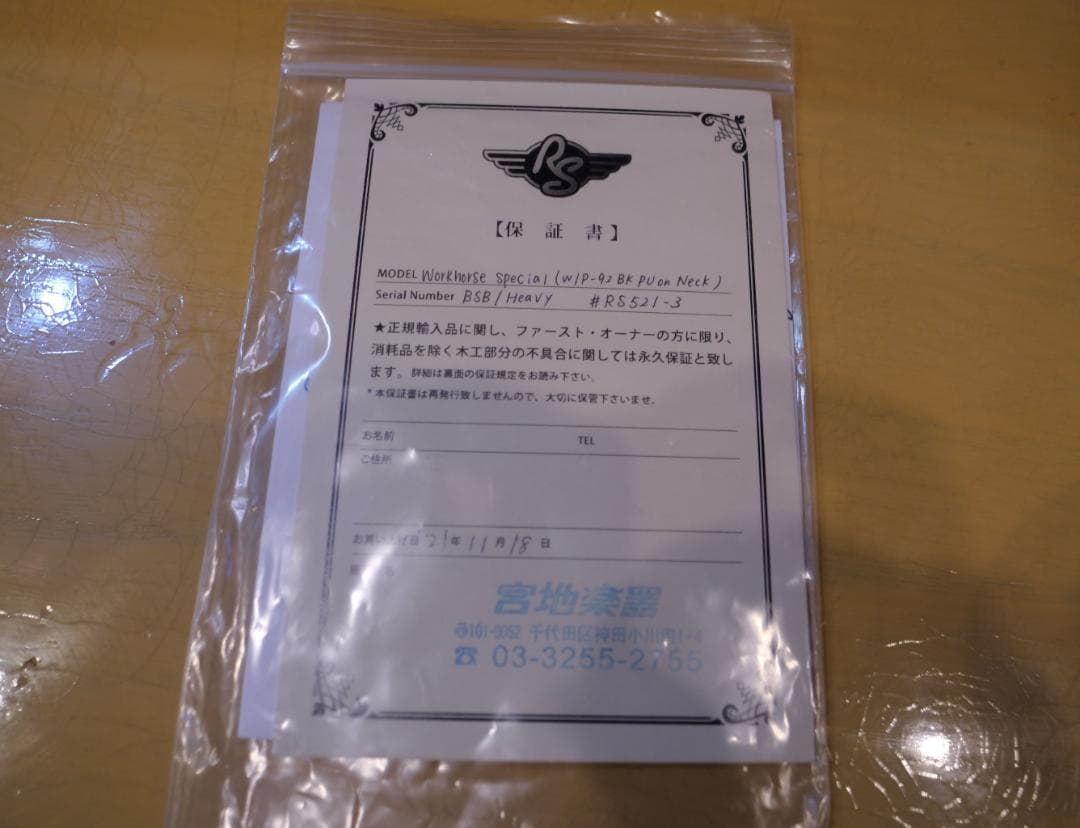 RS
【保証書】
MODEL Workhorse Special (w/P-92 BK PU on Neck)
Serial Number BSB/Heavy #RS521-3
★正規輸入品に関し、ファースト・オーナーの方に限り、
消耗品を除く木工部分の不具合に関しては永久保証と致し
ます。詳細は裏面の保証規定をお読み下さい。
*本保証書は再発行致しませんので、大切に保管下さいませ。
お名前 TEL
ご住所
お買い上げ日 '21年 11月 18日
名
宮地楽器
〒101-0052 千代田区神田小川町1-4
☎ 03-3255-2755